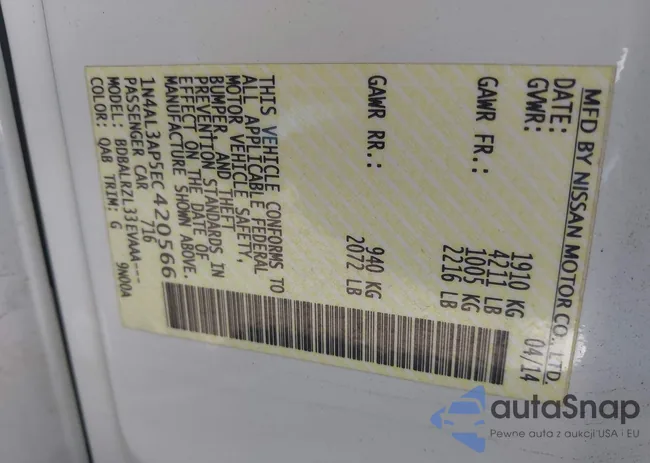 MFD BY NISSAN MOTOR CO., LTD.
DATE: 04/14
GVWR: 1910 KG
4211 LB
GAWR FR.: 1005 KG
2216 LB
GAWR RR.: 940 KG
2072 LB
THIS VEHICLE CONFORMS TO
ALL APPLICABLE FEDERAL
MOTOR VEHICLE SAFETY,
BUMPER, AND THEFT
PREVENTION STANDARDS IN
EFFECT ON THE DATE OF
MANUFACTURE SHOWN ABOVE.
1N4AL3AP5EC420566
PASSENGER CAR 716
MODEL: BDBALRZL33EVAAA---
COLOR: QAB TRIM: G 9N00A
autaSnap
Pewne auta z aukcji USA i EU